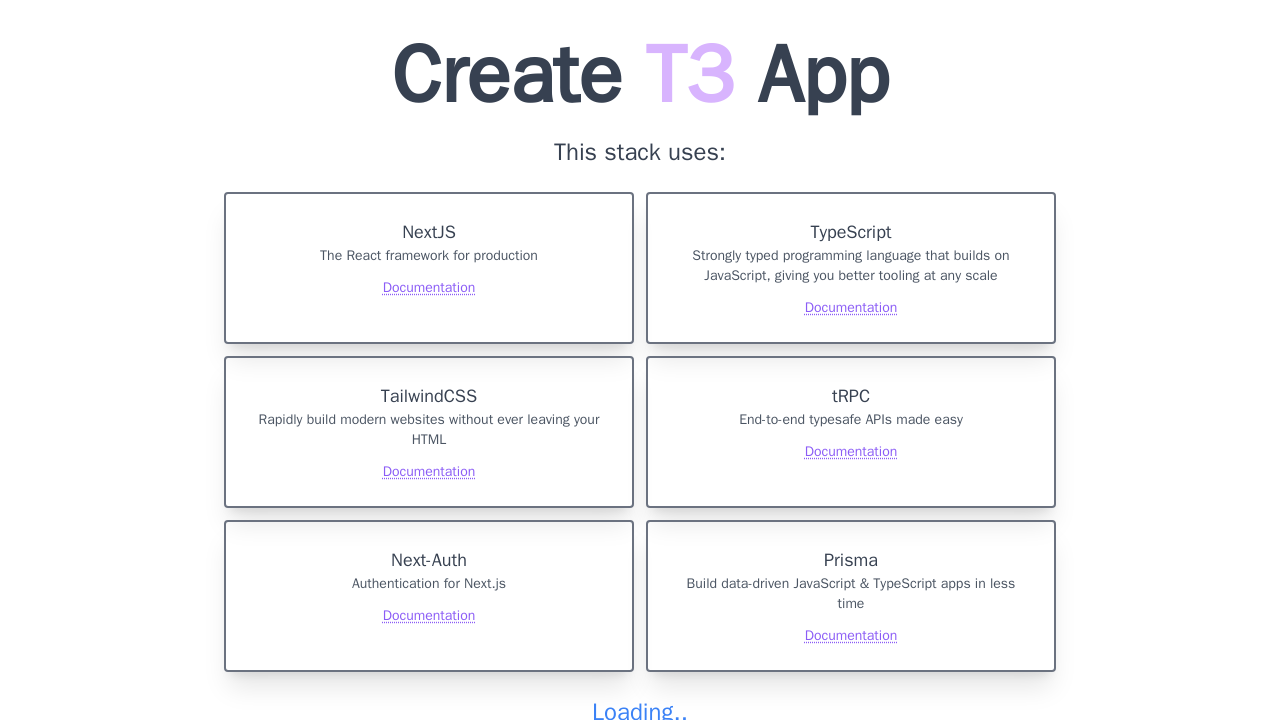 Create T3 App
This stack uses:
NextJS
The React framework for production
Documentation
TypeScript
Strongly typed programming language that builds on
JavaScript, giving you better tooling at any scale
Documentation
TailwindCSS
Rapidly build modern websites without ever leaving your
HTML
Documentation
tRPC
End-to-end typesafe APIs made easy
Documentation
Next-Auth
Authentication for Next.js
Documentation
Prisma
Build data-driven JavaScript & TypeScript apps in less
time
Documentation
Loading..